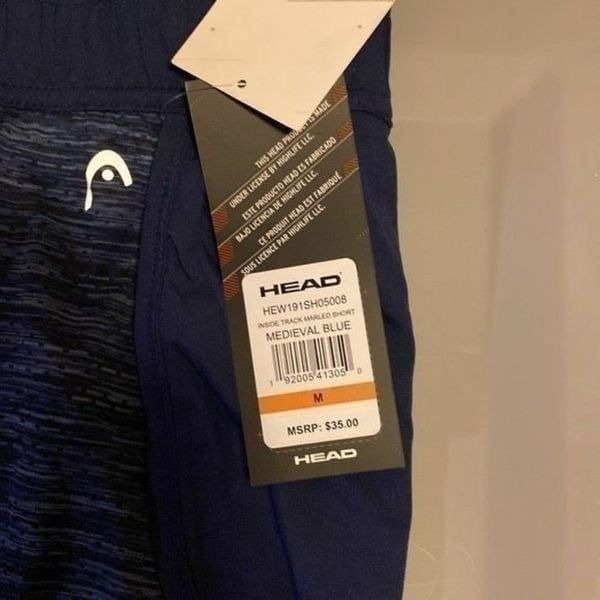 THIS HEAD PRODUCT IS MADE
UNDER LICENSE BY HIGHLIFE LLC.
ESTE PRODUCTO HEAD ES FABRICADO
BAJO LICENCIA DE HIGHLIFE LLC.
CE PRODUIT HEAD EST FABRIQUÉ
SOUS LICENCE PAR HIGHLIFE LLC.
HEAD
HEW191SH05008
INSIDE TRACK MARLED SHORT
MEDIEVAL BLUE
1 92005 41305 0
M
MSRP: $35.00
HEAD